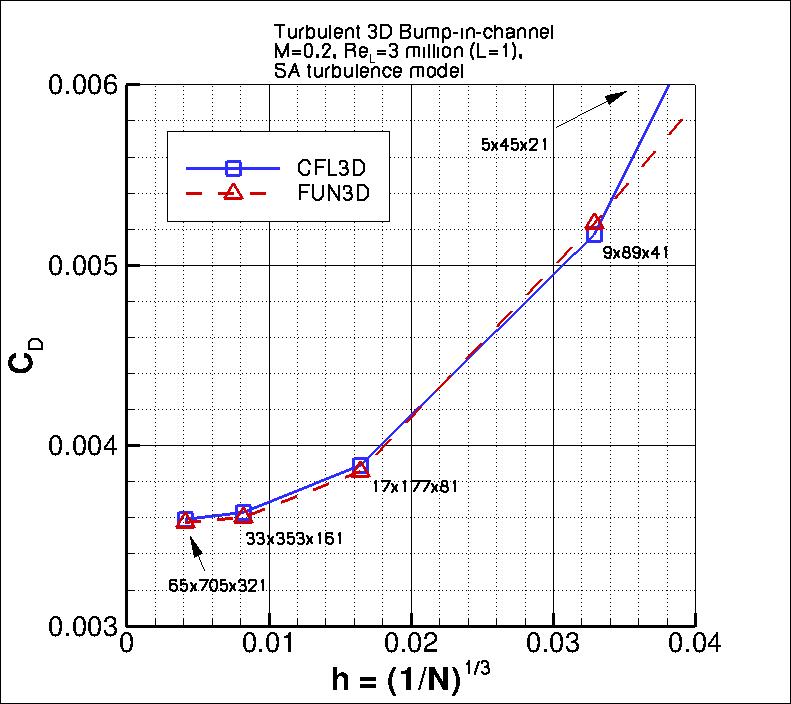 Turbulent 3D Bump-in-channel
M=0.2, Re_L=3 million (L=1),
SA turbulence model
0.006
5x45x21
CFL3D
FUN3D
9x89x41
0.005
C_D
0.004
17x177x81
33x353x161
65x705x321
0.003
0 0.01 0.02 0.03 0.04
h = (1/N)^1/3